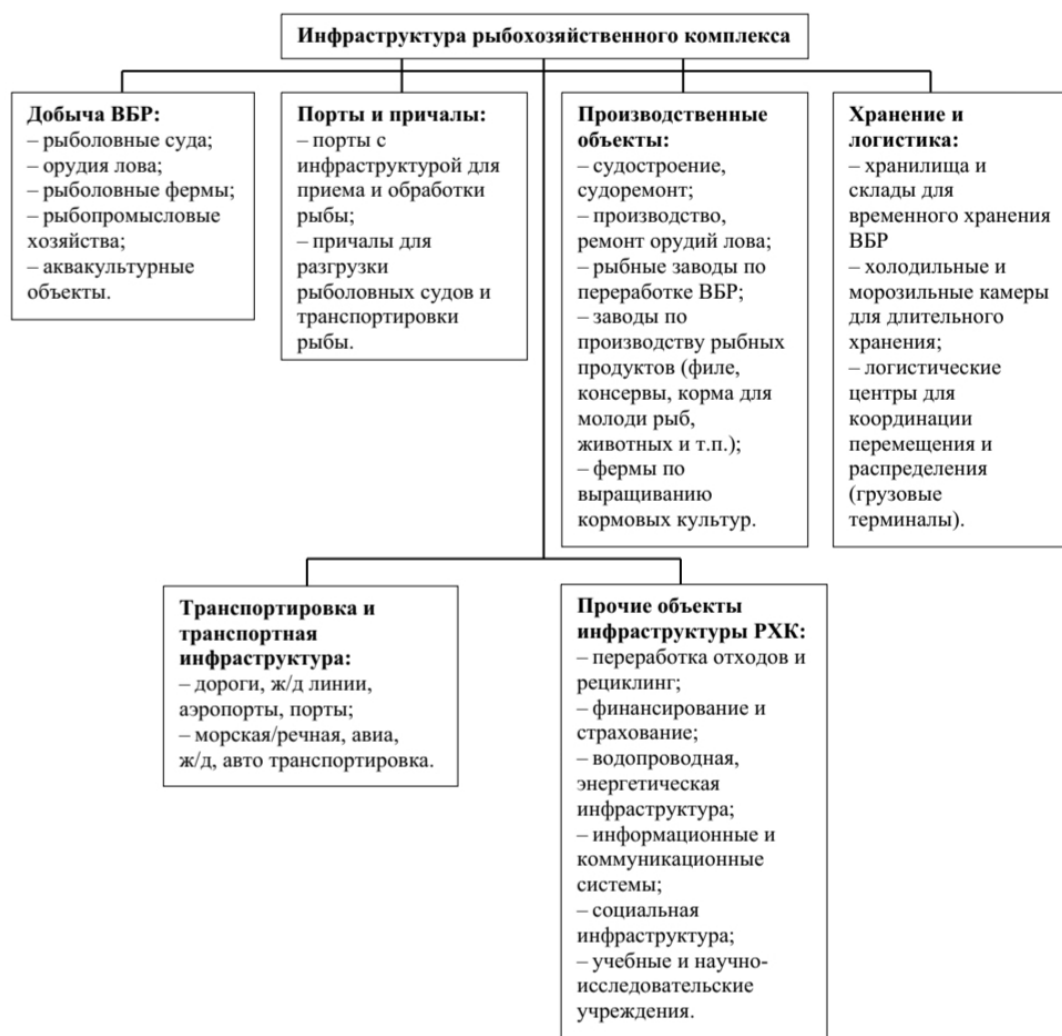 Инфраструктура рыбохозяйственного комплекса
Добыча ВБР:
– рыболовные суда;
– орудия лова;
– рыболовные фермы;
– рыбопромысловые
хозяйства;
– аквакультурные
объекты.
Порты и причалы:
– порты с
инфраструктурой для
приема и обработки
рыбы;
– причалы для
разгрузки
рыболовных судов и
транспортировки
рыбы.
Производственные
объекты:
– судостроение,
судоремонт;
– производство,
ремонт орудий лова;
– рыбные заводы по
переработке ВБР;
– заводы по
производству рыбных
продуктов (филе,
консервы, корма для
молоди рыб,
животных и т.п.);
– фермы по
выращиванию
кормовых культур.
Хранение и
логистика:
– хранилища и
склады для
временного хранения
ВБР
– холодильные и
морозильные камеры
для длительного
хранения;
– логистические
центры для
координации
перемещения и
распределения
(грузовые
терминалы).
Транспортировка и
транспортная
инфраструктура:
– дороги, ж/д линии,
аэропорты, порты;
– морская/речная, авиа,
ж/д, авто транспортировка.
Прочие объекты
инфраструктуры РХК:
– переработка отходов и
рециклинг;
– финансирование и
страхование;
– водопроводная,
энергетическая
инфраструктура;
– информационные и
коммуникационные
системы;
– социальная
инфраструктура;
– учебные и научно-
исследовательские
учреждения.